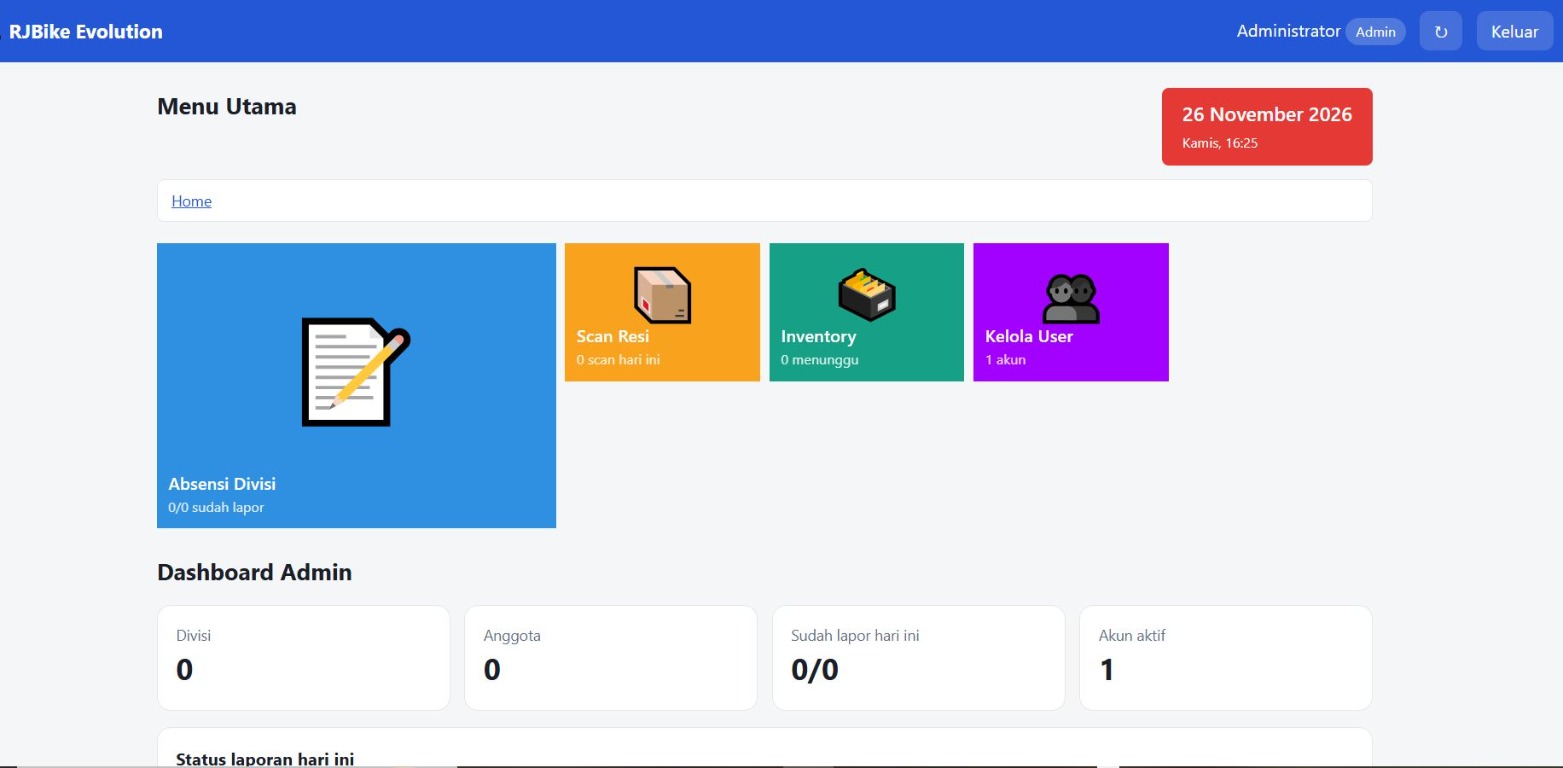 RJBike Evolution
Administrator Admin ↻ Keluar
Menu Utama
26 November 2026
Kamis, 16:25
Home
Absensi Divisi
0/0 sudah lapor
Scan Resi
0 scan hari ini
Inventory
0 menunggu
Kelola User
1 akun
Dashboard Admin
Divisi
0
Anggota
0
Sudah lapor hari ini
0/0
Akun aktif
1
Status laporan hari ini